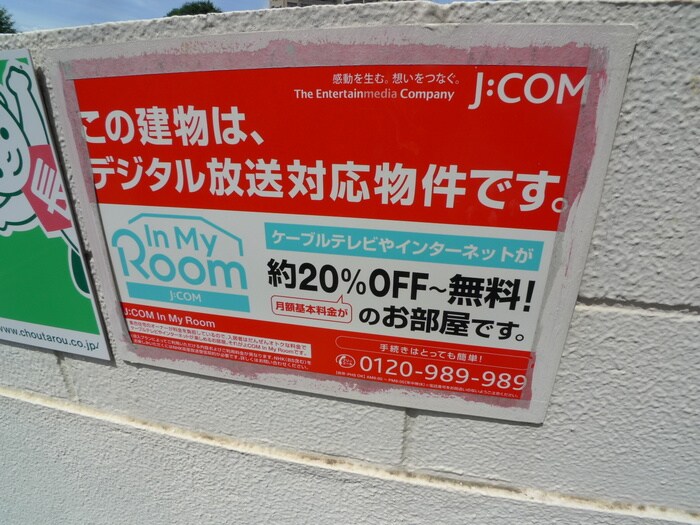 感動を生む。想いをつなぐ。
The Entertainmedia Company
J:COM
この建物は、
デジタル放送対応物件です。
In My
Room
J:COM
ケーブルテレビやインターネットが
約20%OFF～無料!
月額基本料金が
のお部屋です。
J:COM In My Room
手続きはとっても簡単!
0120-989-989
www.choutarou.co.jp/